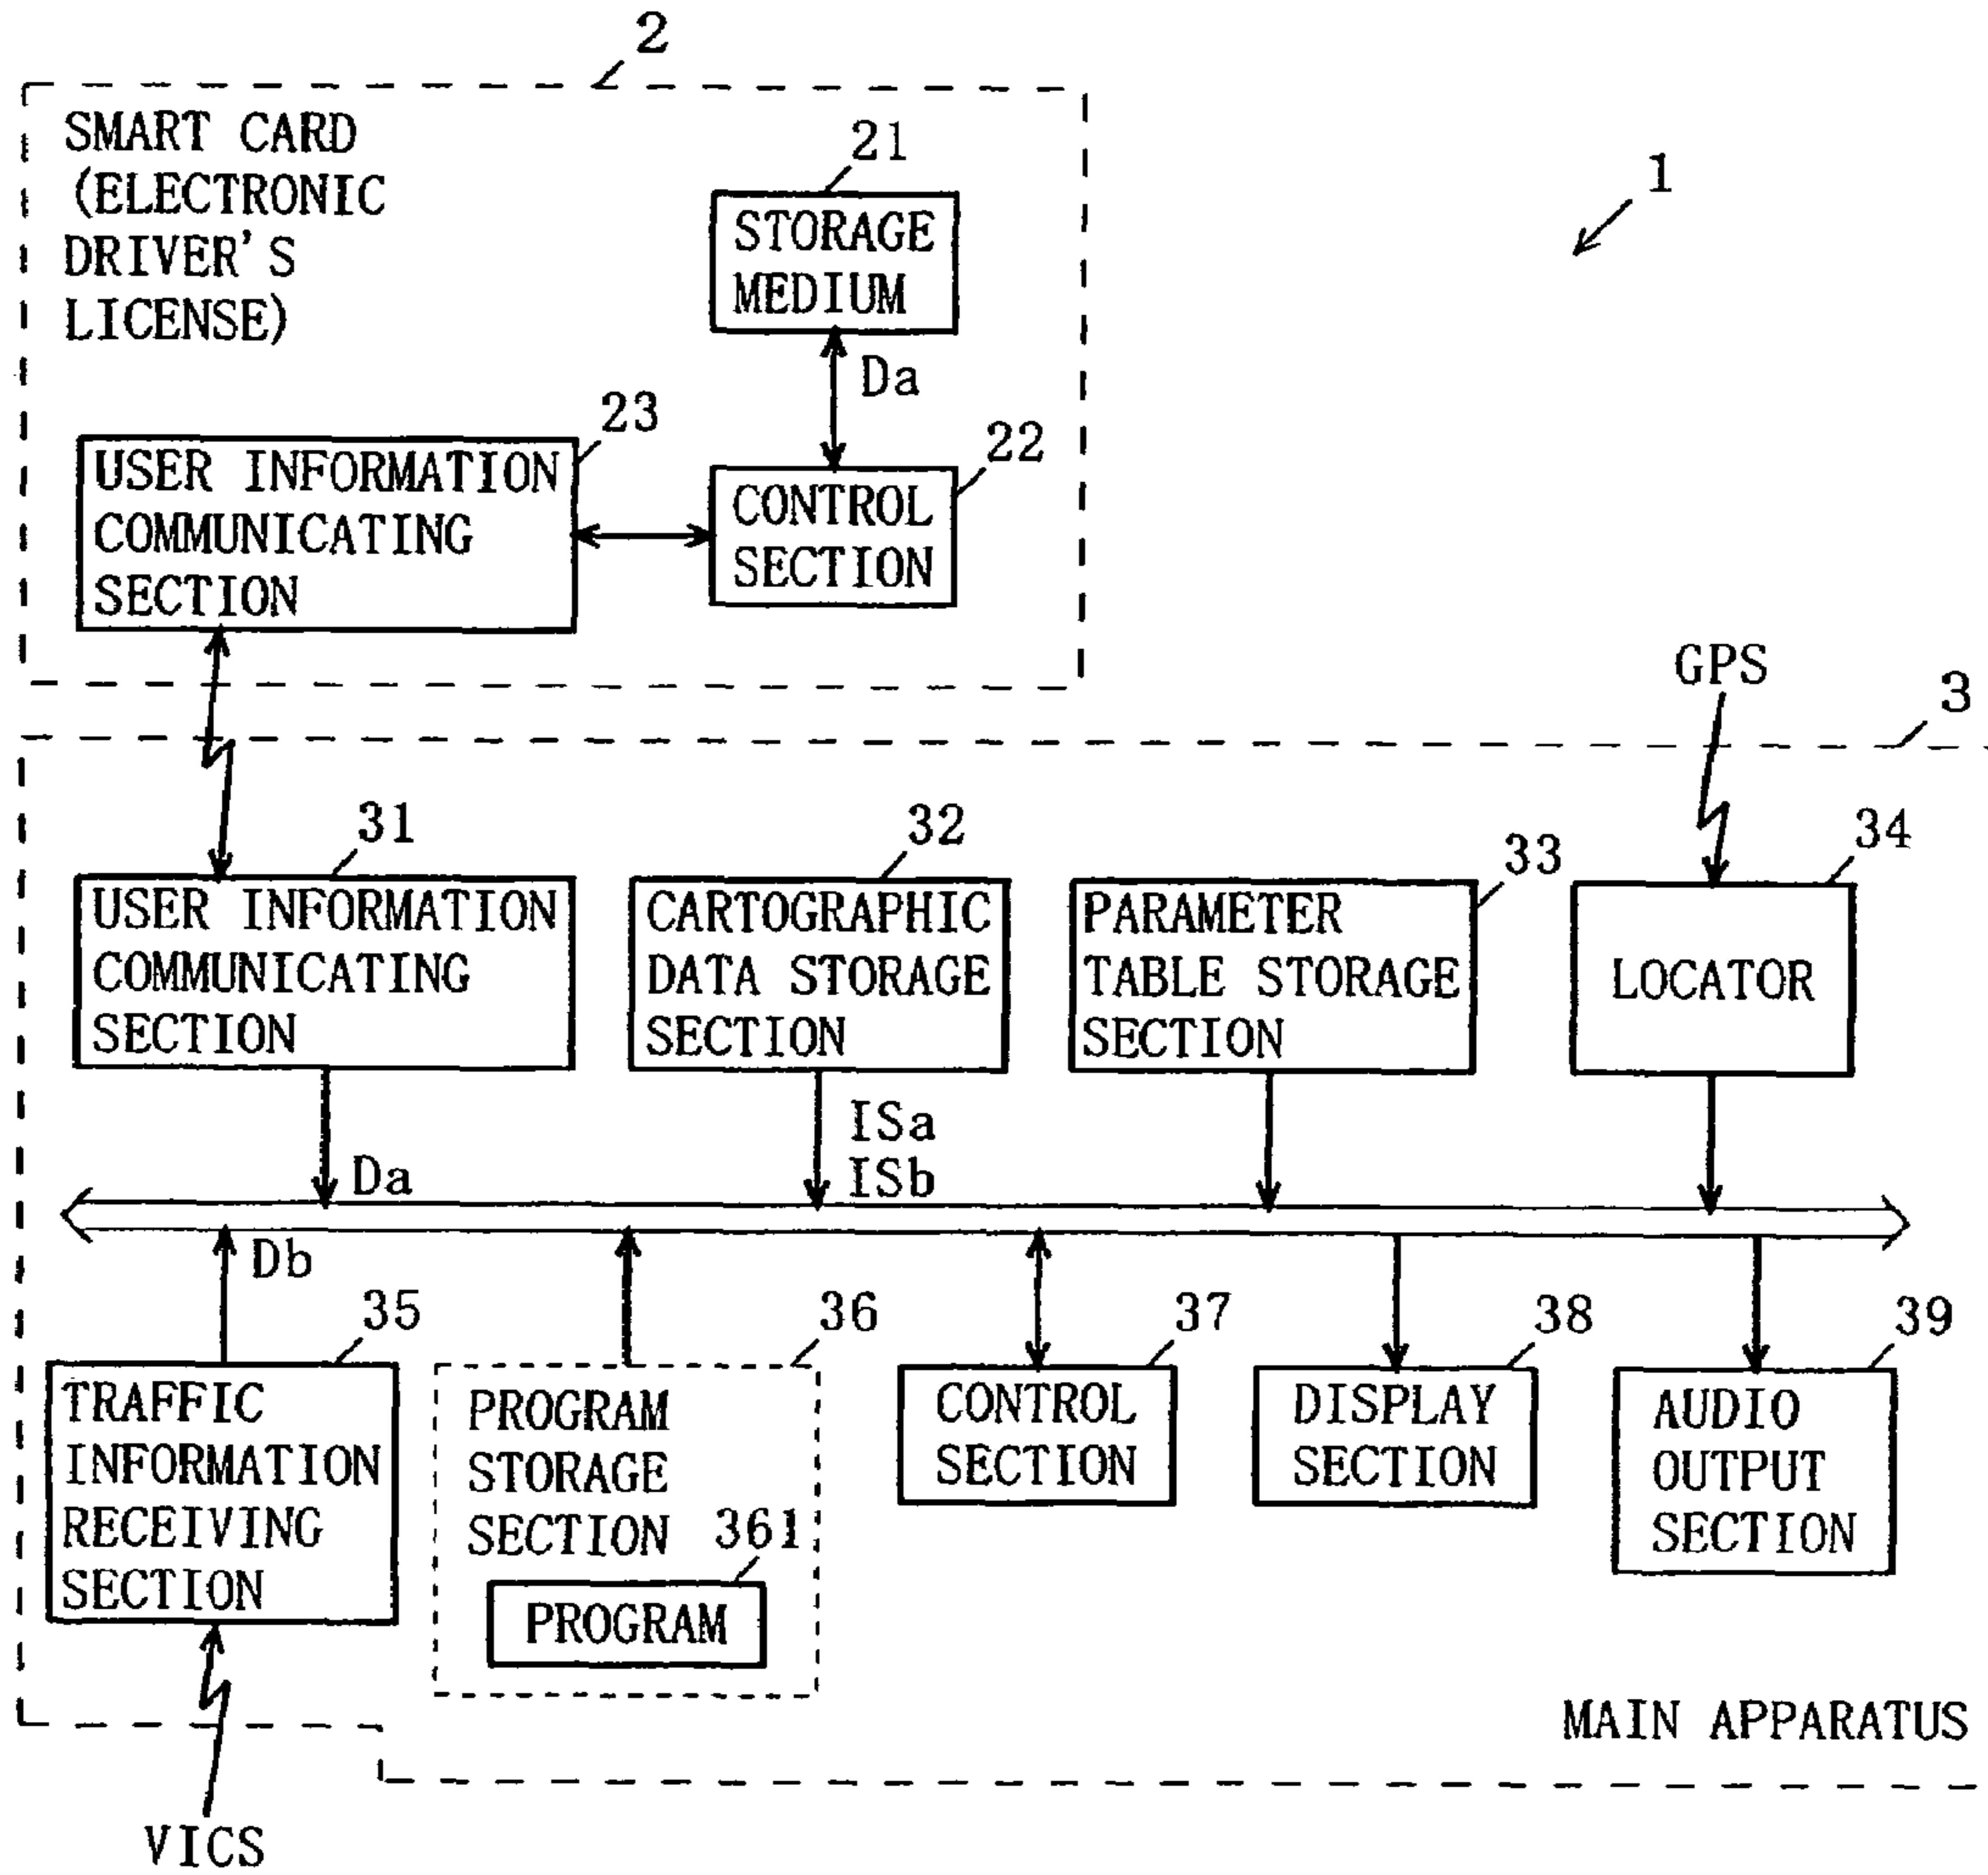 2
SMART CARD
(ELECTRONIC
DRIVER'S
LICENSE)
21
STORAGE
MEDIUM
1
Da
23
USER INFORMATION
COMMUNICATING
SECTION
22
CONTROL
SECTION
GPS
3
31
USER INFORMATION
COMMUNICATING
SECTION
32
CARTOGRAPHIC
DATA STORAGE
SECTION
33
PARAMETER
TABLE STORAGE
SECTION
34
LOCATOR
Da
ISa
ISb
Db
35
TRAFFIC
INFORMATION
RECEIVING
SECTION
36
PROGRAM
STORAGE
SECTION
361
PROGRAM
37
CONTROL
SECTION
38
DISPLAY
SECTION
39
AUDIO
OUTPUT
SECTION
MAIN APPARATUS
VICS